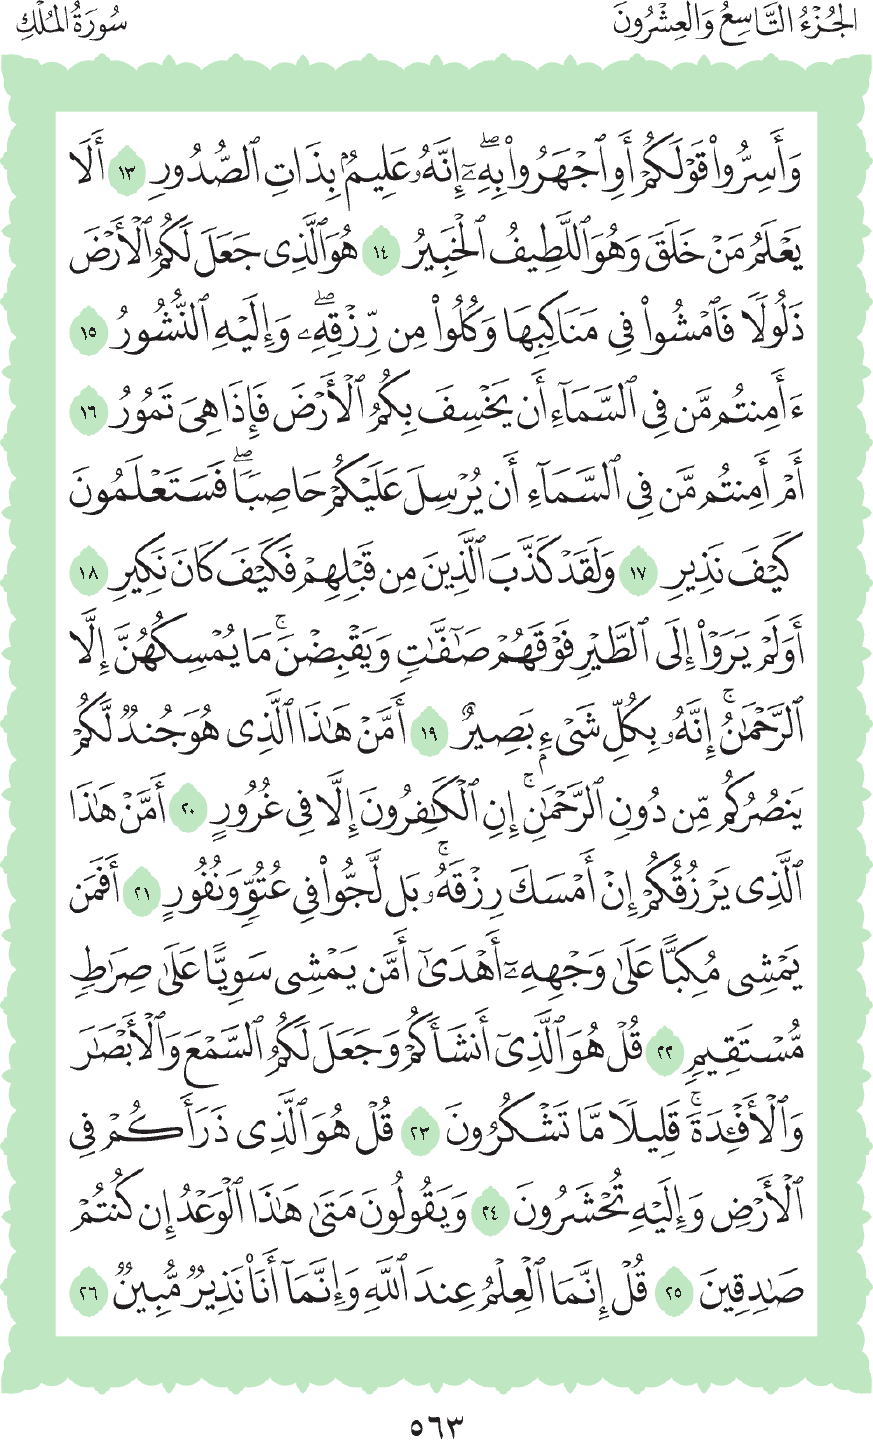 الجُزْءُ التَّاسِعُ وَالعِشْرُونَ
سُورَةُ المُلْكِ
وَأَسِرُّوا۟ قَوْلَكُمْ أَوِ ٱجْهَرُوا۟ بِهِۦٓ ۖ إِنَّهُۥ عَلِيمٌۢ بِذَاتِ ٱلصُّدُورِ ١٣ أَلَا
يَعْلَمُ مَنْ خَلَقَ وَهُوَ ٱللَّطِيفُ ٱلْخَبِيرُ ١٤ هُوَ ٱلَّذِى جَعَلَ لَكُمُ ٱلْأَرْضَ
ذَلُولًا فَٱمْشُوا۟ فِى مَنَاكِبِهَا وَكُلُوا۟ مِن رِّزْقِهِۦ ۖ وَإِلَيْهِ ٱلنُّشُورُ ١٥
ءَأَمِنتُم مَّن فِى ٱلسَّمَآءِ أَن يَخْسِفَ بِكُمُ ٱلْأَرْضَ فَإِذَا هِىَ تَمُورُ ١٦
أَمْ أَمِنتُم مَّن فِى ٱلسَّمَآءِ أَن يُرْسِلَ عَلَيْكُمْ حَاصِبًا ۖ فَسَتَعْلَمُونَ
كَيْفَ نَذِيرِ ١٧ وَلَقَدْ كَذَّبَ ٱلَّذِينَ مِن قَبْلِهِمْ فَكَيْفَ كَانَ نَكِيرِ ١٨
أَوَلَمْ يَرَوْا۟ إِلَى ٱلطَّيْرِ فَوْقَهُمْ صَـٰٓفَّـٰتٍ وَيَقْبِضْنَ ۚ مَا يُمْسِكُهُنَّ إِلَّا
ٱلرَّحْمَـٰنُ ۚ إِنَّهُۥ بِكُلِّ شَىْءٍۭ بَصِيرٌ ١٩ أَمَّنْ هَـٰذَا ٱلَّذِى هُوَ جُندٌ لَّكُمْ
يَنصُرُكُم مِّن دُونِ ٱلرَّحْمَـٰنِ ۚ إِنِ ٱلْكَـٰفِرُونَ إِلَّا فِى غُرُورٍ ٢٠ أَمَّنْ هَـٰذَا
ٱلَّذِى يَرْزُقُكُمْ إِنْ أَمْسَكَ رِزْقَهُۥ ۚ بَل لَّجُّوا۟ فِى عُتُوٍّ وَنُفُورٍ ٢١ أَفَمَن
يَمْشِى مُكِبًّا عَلَىٰ وَجْهِهِۦٓ أَهْدَىٰٓ أَمَّن يَمْشِى سَوِيًّا عَلَىٰ صِرَٰطٍ
مُّسْتَقِيمٍ ٢٢ قُلْ هُوَ ٱلَّذِىٓ أَنشَأَكُمْ وَجَعَلَ لَكُمُ ٱلسَّمْعَ وَٱلْأَبْصَـٰرَ
وَٱلْأَفْـِٔدَةَ ۖ قَلِيلًا مَّا تَشْكُرُونَ ٢٣ قُلْ هُوَ ٱلَّذِى ذَرَأَكُمْ فِى
ٱلْأَرْضِ وَإِلَيْهِ تُحْشَرُونَ ٢٤ وَيَقُولُونَ مَتَىٰ هَـٰذَا ٱلْوَعْدُ إِن كُنتُمْ
صَـٰدِقِينَ ٢٥ قُلْ إِنَّمَا ٱلْعِلْمُ عِندَ ٱللَّهِ وَإِنَّمَآ أَنَا۠ نَذِيرٌ مُّبِينٌ ٢٦
٥٦٣